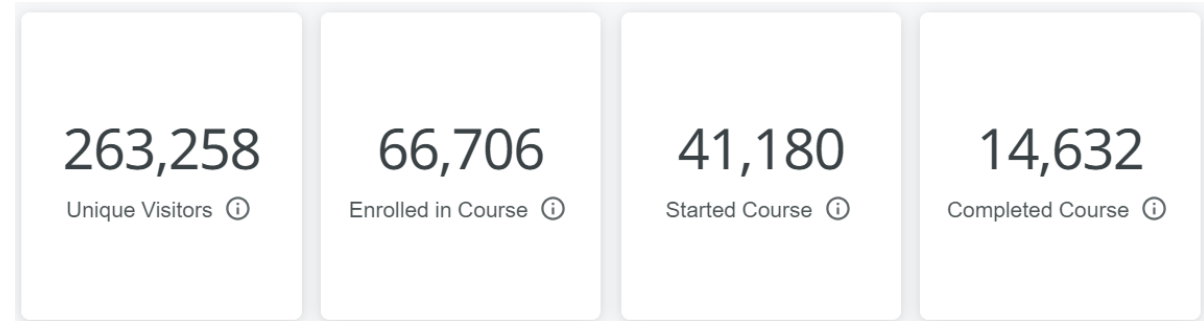 263,258
Unique Visitors
66,706
Enrolled in Course
41,180
Started Course
14,632
Completed Course